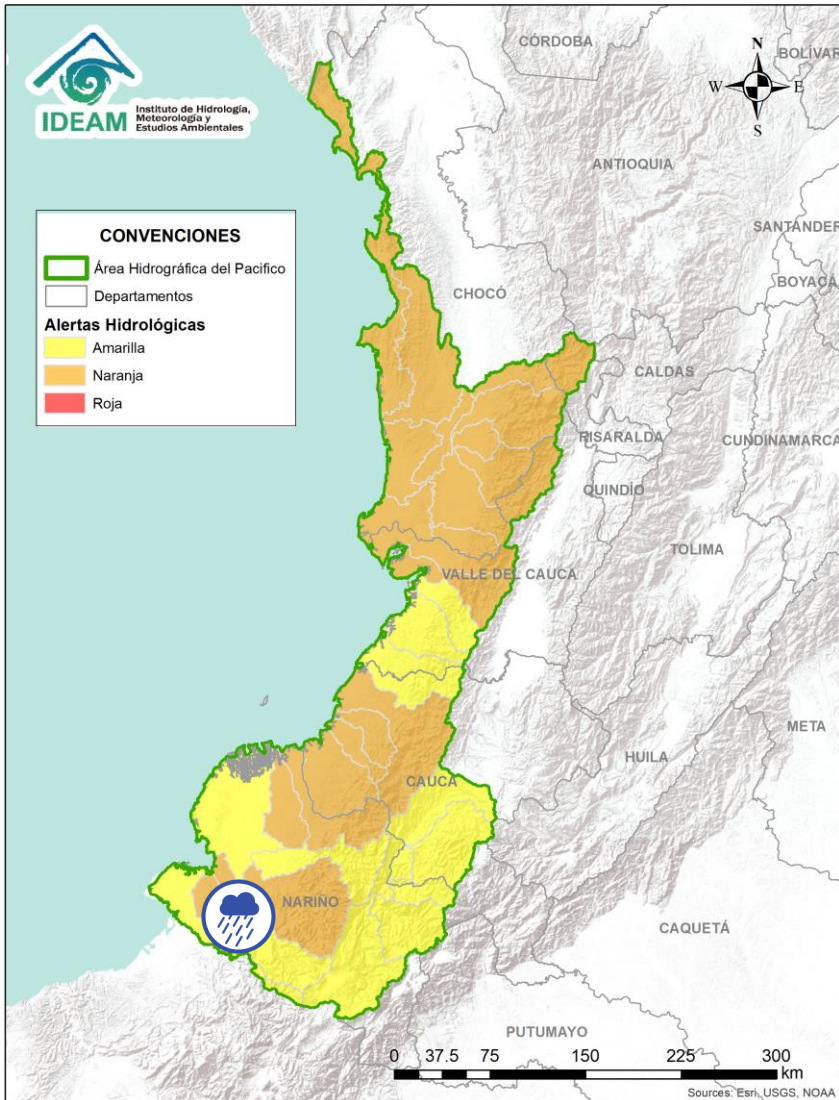 IDEAM
Instituto de Hidrología,
Meteorología y
Estudios Ambientales
CÓRDOBA
BOLÍVAR
N
W
E
S
ANTIOQUIA
SANTANDER
BOYACÁ
CONVENCIONES
Área Hidrográfica del Pacifico
Departamentos
Alertas Hidrológicas
Amarilla
Naranja
Roja
CHOCÓ
CALDAS
RISARALDA
CUNDINAMARCA
QUINDÍO
TOLIMA
VALLE DEL CAUCA
META
HUILA
CAUCA
NARIÑO
CAQUETÁ
PUTUMAYO
0 37.5 75 150 225 300
km
Sources: Esri, USGS, NOAA